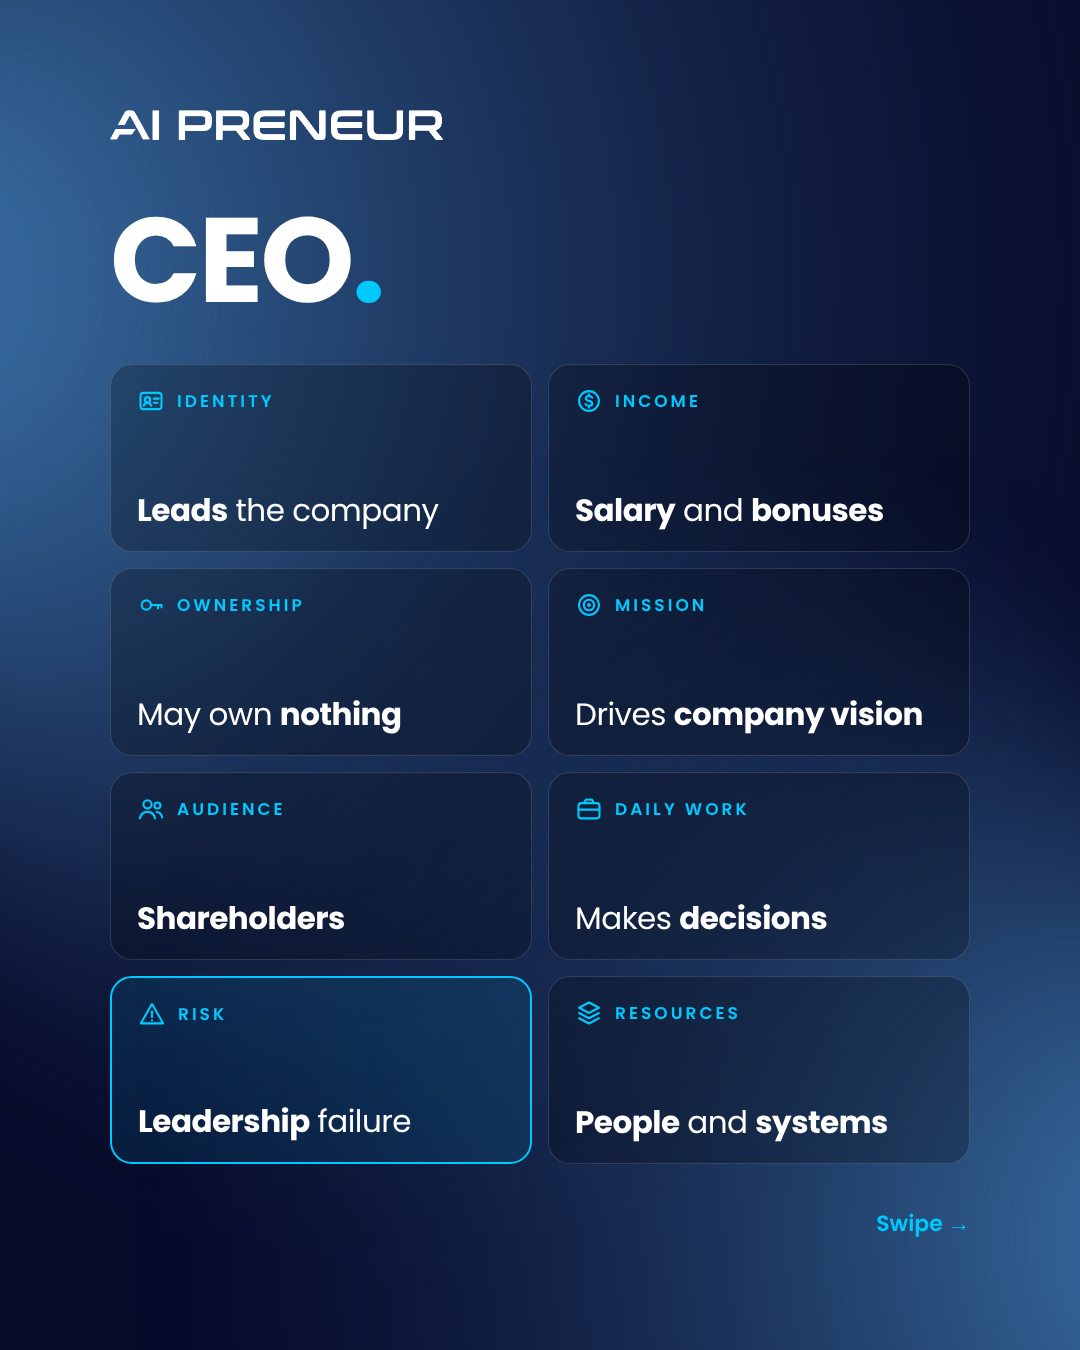 AI PRENEUR
CEO.
IDENTITY
Leads the company
INCOME
Salary and bonuses
OWNERSHIP
May own nothing
MISSION
Drives company vision
AUDIENCE
Shareholders
DAILY WORK
Makes decisions
RISK
Leadership failure
RESOURCES
People and systems
Swipe →